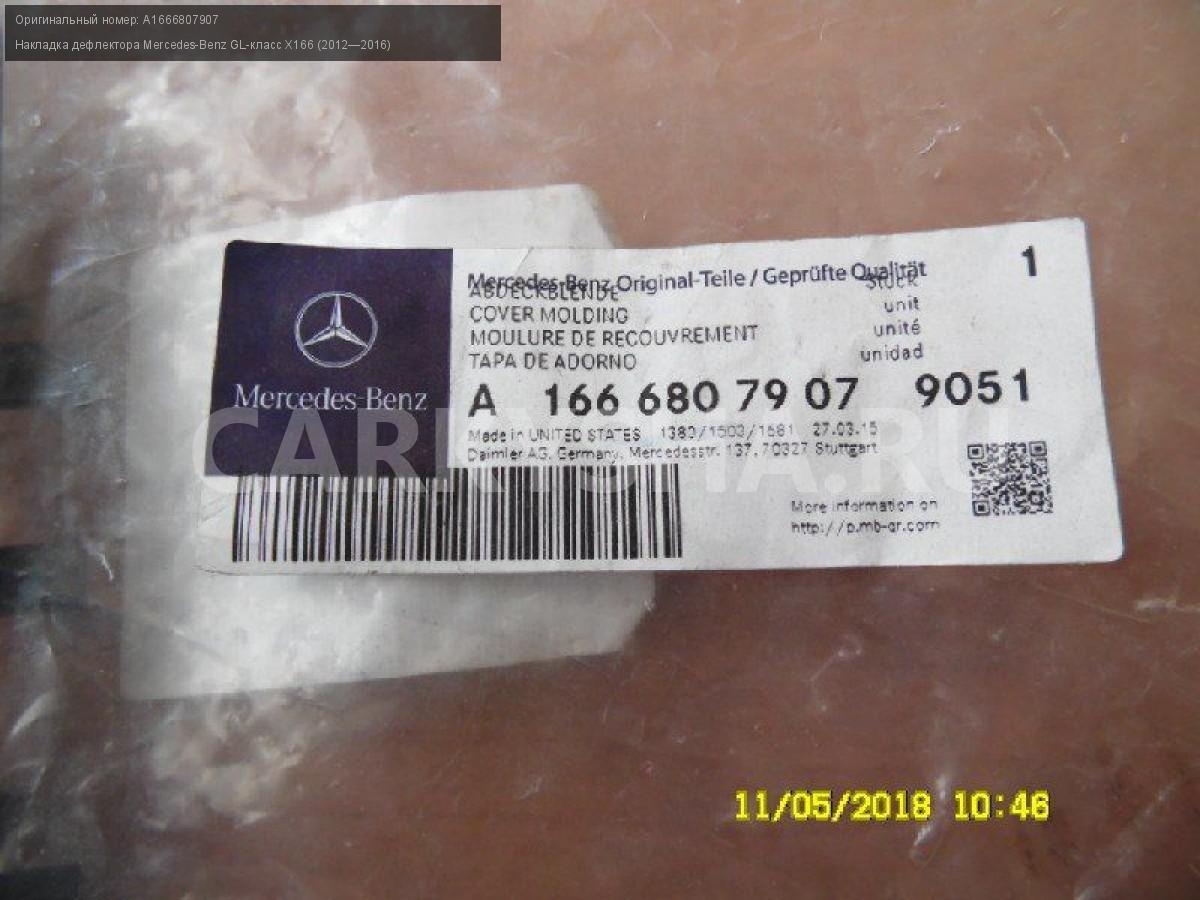 Оригинальный номер: A1666807907
Накладка дефлектора Mercedes-Benz GL-класс X166 (2012—2016)
Mercedes-Benz Original-Teile / Geprüfte Qualität 1
ABDECKBLENDE Stück
COVER MOLDING unit
MOULURE DE RECOUVREMENT unité
TAPA DE ADORNO unidad
Mercedes-Benz
A 166 680 79 07 9051
Made in UNITED STATES 1383/1503/1581 27.03.15
Daimler AG, Germany, Mercedesstr. 137, 70327 Stuttgart
CARRYOMA.RU
More information on
http://p.mb-qr.com
11/05/2018 10:46